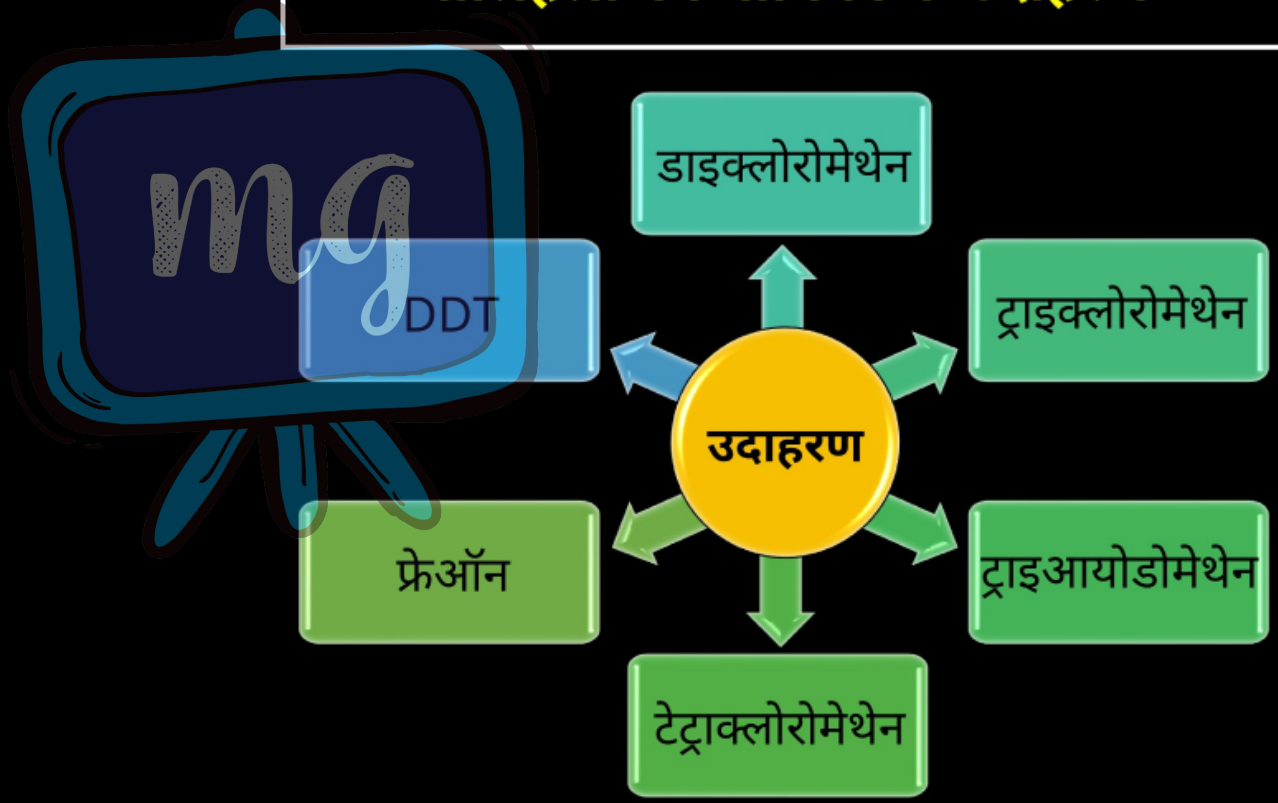 mg
डाइक्लोरोमेथेन
DDT
ट्राइक्लोरोमेथेन
उदाहरण
फ्रेऑन
ट्राइआयोडोमेथेन
टेट्राक्लोरोमेथेन